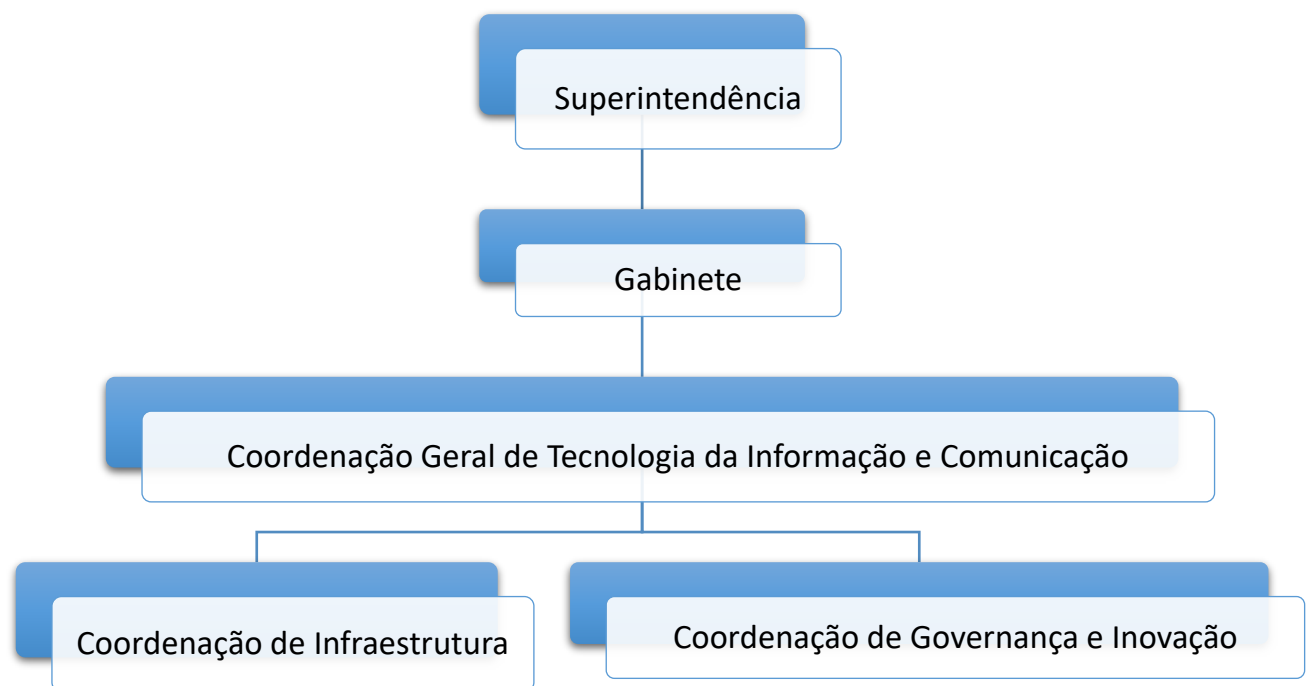 Superintendência
Gabinete
Coordenação Geral de Tecnologia da Informação e Comunicação
Coordenação de Infraestrutura
Coordenação de Governança e Inovação